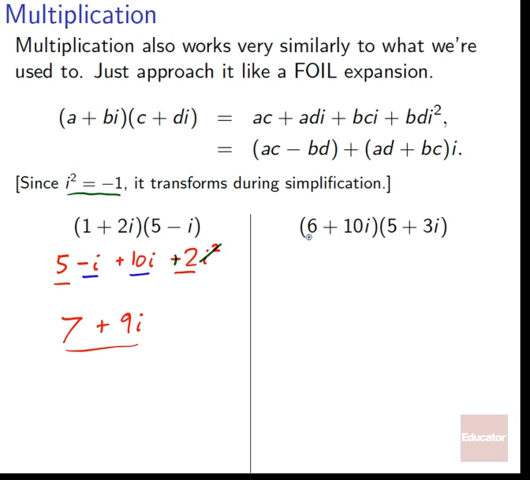 Multiplication
Multiplication also works very similarly to what we're
used to. Just approach it like a FOIL expansion.
(a + bi)(c + di) = ac + adi + bci + bdi²,
= (ac − bd) + (ad + bc)i.
[Since i² = −1, it transforms during simplification.]
(1 + 2i)(5 − i)
5 - i + 10i + 2i²
7 + 9i
(6 + 10i)(5 + 3i)
Educator